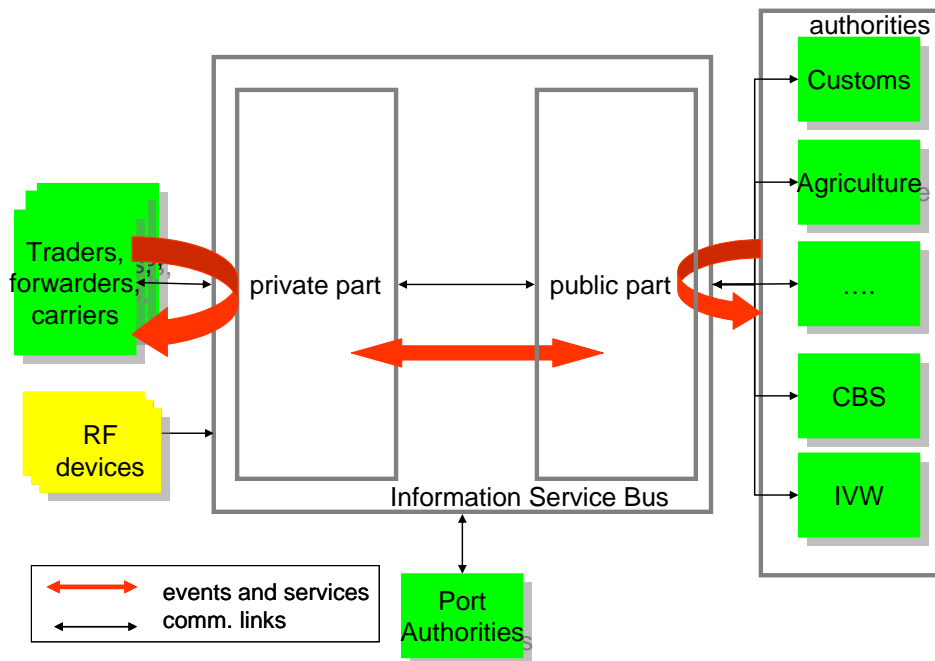 authorities
Customs
Agriculture
Traders,
forwarders,
carriers
private part
public part
….
RF
devices
CBS
IVW
Information Service Bus
events and services
comm. links
Port
Authorities